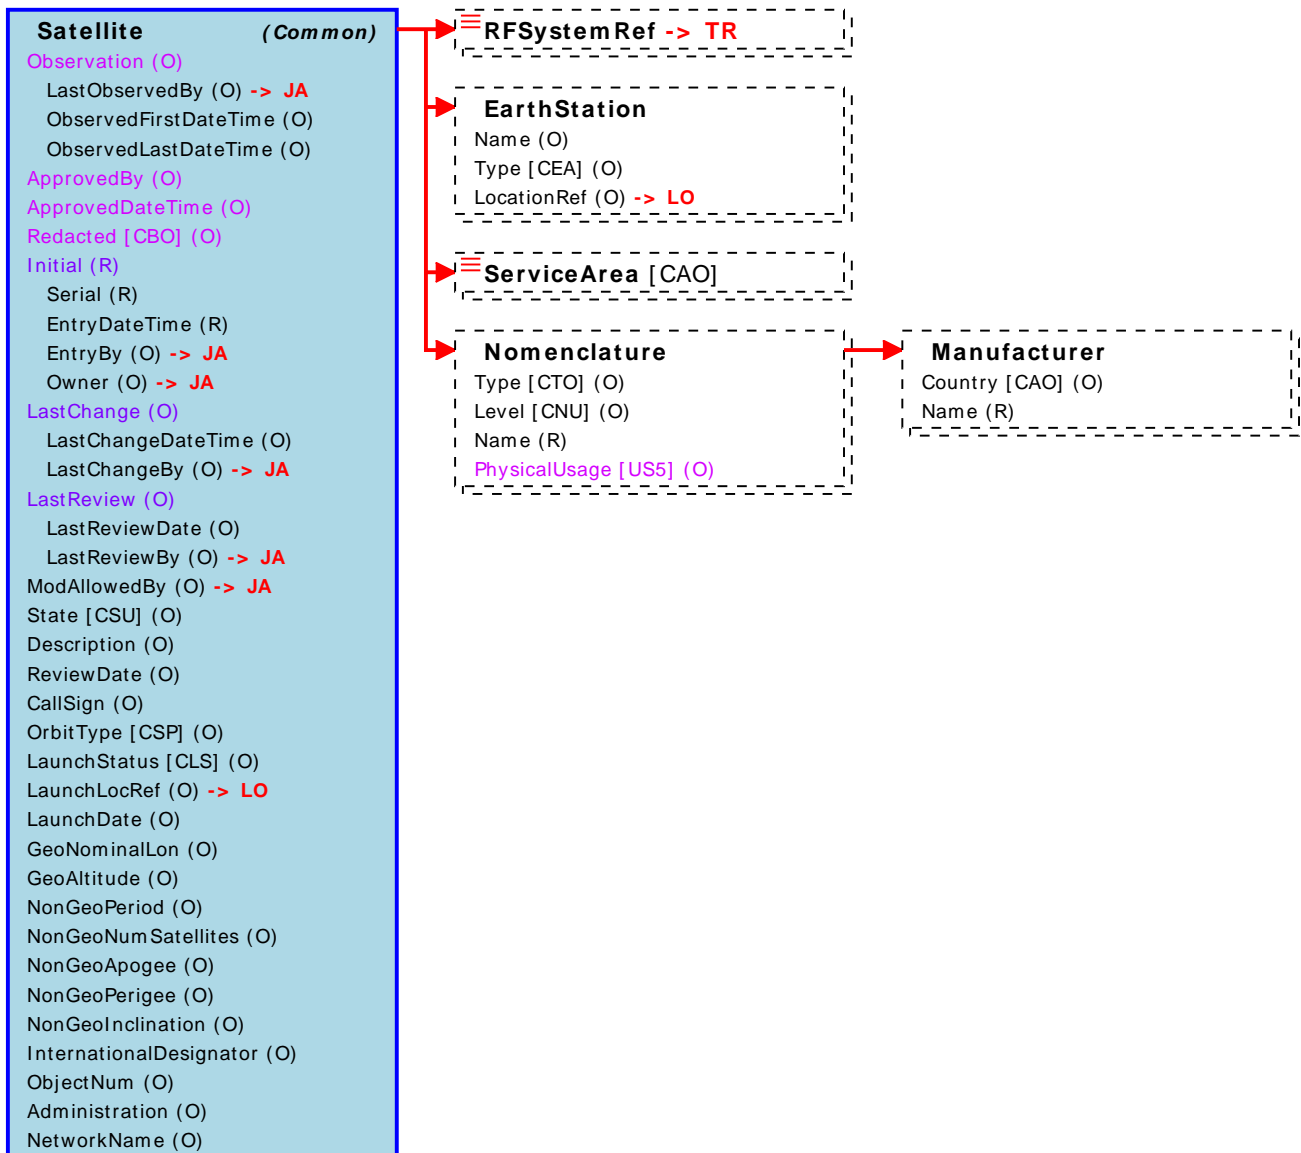 Satellite (Common)
Observation (O)
LastObservedBy (O) -> JA
ObservedFirstDateTime (O)
ObservedLastDateTime (O)
ApprovedBy (O)
ApprovedDateTime (O)
Redacted [CBO] (O)
Initial (R)
Serial (R)
EntryDateTime (R)
EntryBy (O) -> JA
Owner (O) -> JA
LastChange (O)
LastChangeDateTime (O)
LastChangeBy (O) -> JA
LastReview (O)
LastReviewDate (O)
LastReviewBy (O) -> JA
ModAllowedBy (O) -> JA
State [CSU] (O)
Description (O)
ReviewDate (O)
CallSign (O)
OrbitType [CSP] (O)
LaunchStatus [CLS] (O)
LaunchLocRef (O) -> LO
LaunchDate (O)
GeoNominalLon (O)
GeoAltitude (O)
NonGeoPeriod (O)
NonGeoNumSatellites (O)
NonGeoApogee (O)
NonGeoPerigee (O)
NonGeoInclination (O)
InternationalDesignator (O)
ObjectNum (O)
Administration (O)
NetworkName (O)
RFSystemRef -> TR
EarthStation
Name (O)
Type [CEA] (O)
LocationRef (O) -> LO
ServiceArea [CAO]
Nomenclature
Type [CTO] (O)
Level [CNU] (O)
Name (R)
PhysicalUsage [US5] (O)
Manufacturer
Country [CAO] (O)
Name (R)